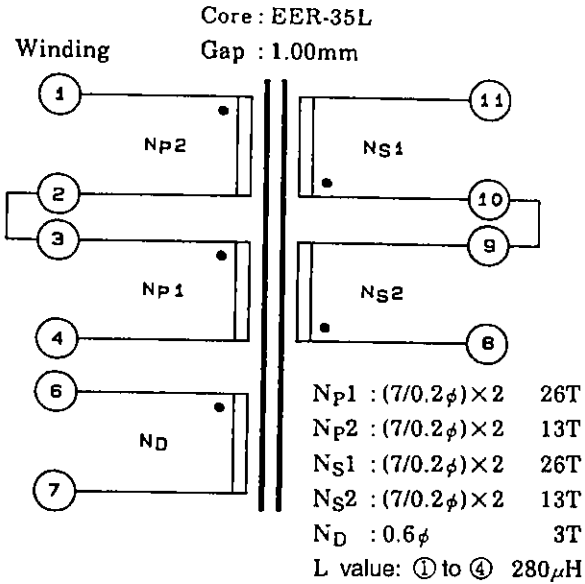 Core : EER-35L
Winding Gap : 1.00mm
1 11
NP2 NS1
2 10
3 9
NP1 NS2
4 8
6
ND
7
NP1 : (7/0.2φ)×2 26T
NP2 : (7/0.2φ)×2 13T
NS1 : (7/0.2φ)×2 26T
NS2 : (7/0.2φ)×2 13T
ND : 0.6φ 3T
L value: ① to ④ 280μH